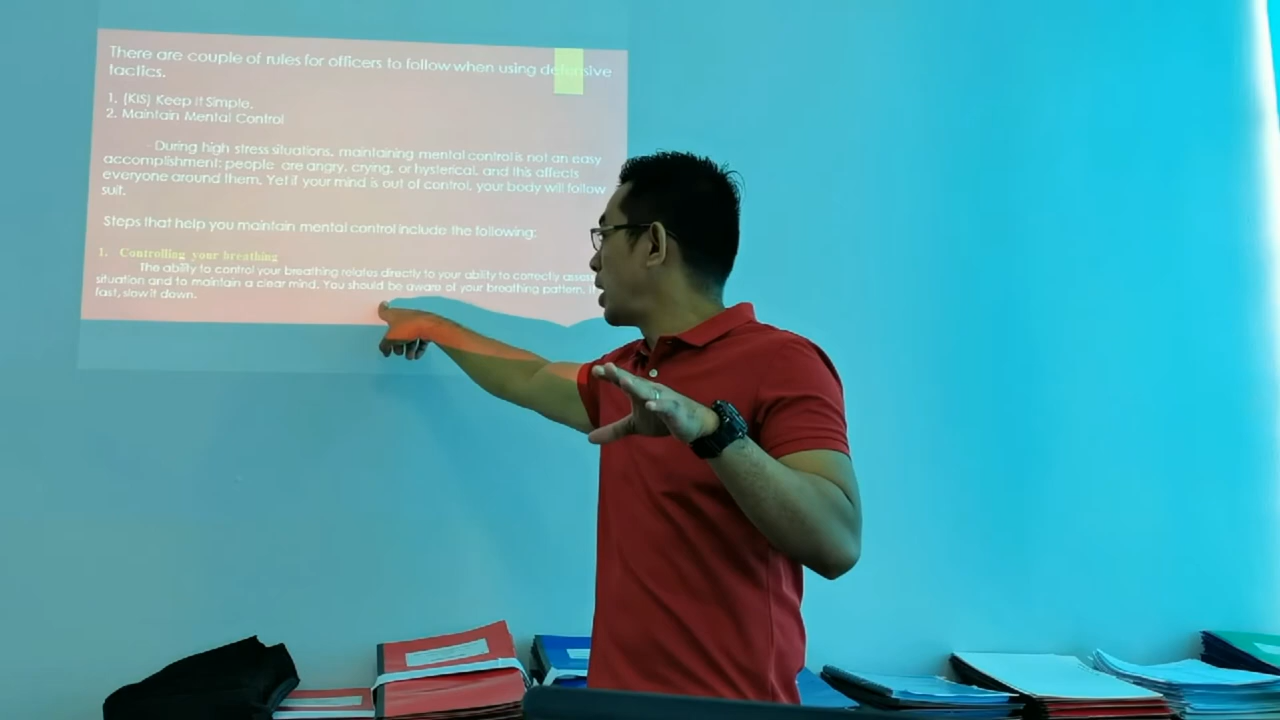 There are couple of rules for officers to follow when using defensive
tactics.
1. (KIS) Keep it Simple.
2. Maintain Mental Control
During high stress situations, maintaining mental control is not an easy
accomplishment: people are angry, crying, or hysterical, and this affects
everyone around them. Yet if your mind is out of control, your body will follow
suit.
Steps that help you maintain mental control include the following:
1. Controlling your breathing
The ability to control your breathing relates directly to your ability to correctly assess
situation and to maintain a clear mind. You should be aware of your breathing pattern.
fast, slow it down.